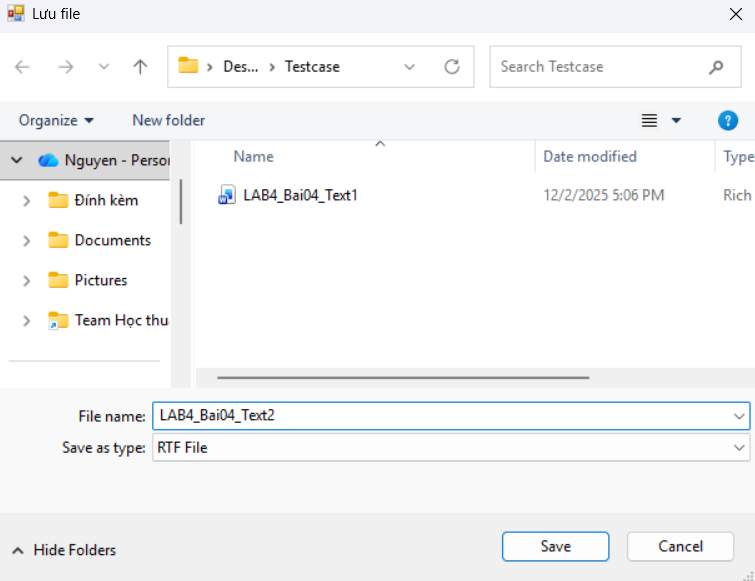 Lưu file
Des... Testcase
Search Testcase
Organize New folder
Name Date modified Type
Nguyen - Person
LAB4_Bai04_Text1 12/2/2025 5:06 PM Rich
Đính kèm
Documents
Pictures
Team Học thu
File name: LAB4_Bai04_Text2
Save as type: RTF File
Hide Folders Save Cancel